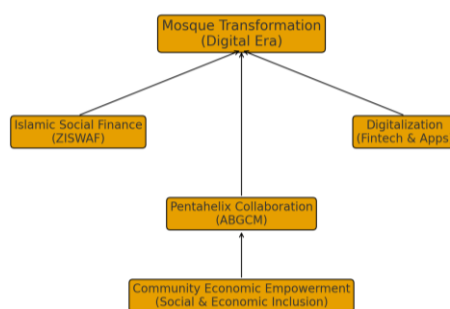 Mosque Transformation
(Digital Era)
Islamic Social Finance
(ZISWAF)
Digitalization
(Fintech & Apps
Pentahelix Collaboration
(ABGCM)
Community Economic Empowerment
(Social & Economic Inclusion)